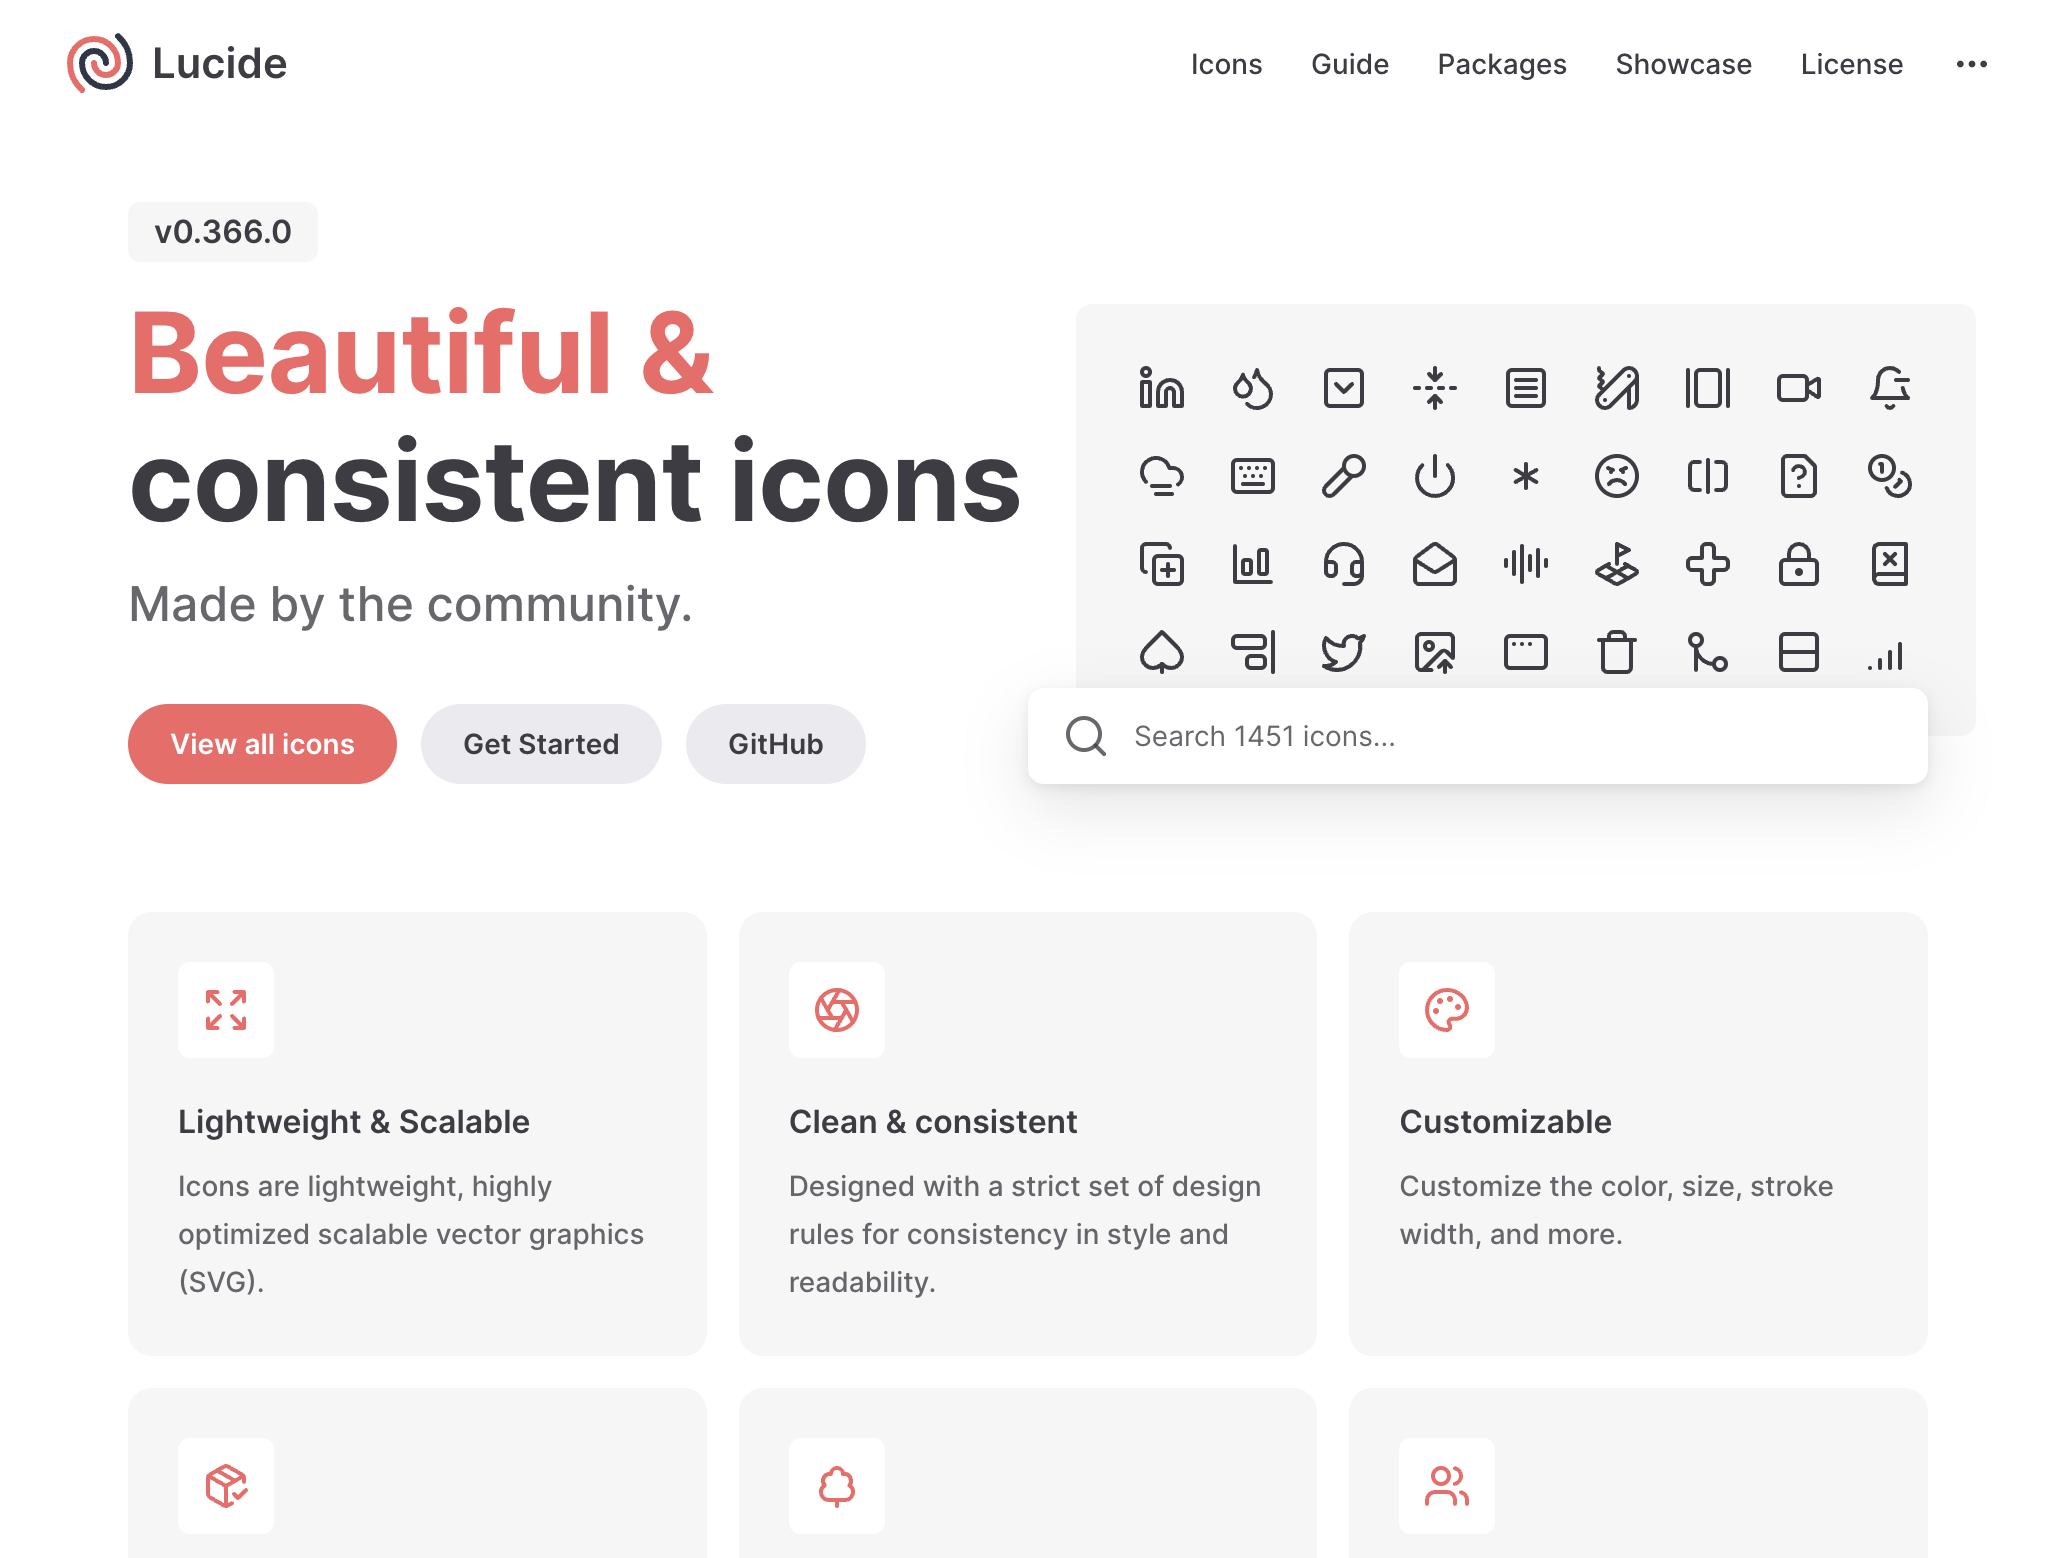 Lucide
Icons
Guide
Packages
Showcase
License
v0.366.0
Beautiful &
consistent icons
Made by the community.
View all icons
Get Started
GitHub
Search 1451 icons...
Lightweight & Scalable
Icons are lightweight, highly
optimized scalable vector graphics
(SVG).
Clean & consistent
Designed with a strict set of design
rules for consistency in style and
readability.
Customizable
Customize the color, size, stroke
width, and more.